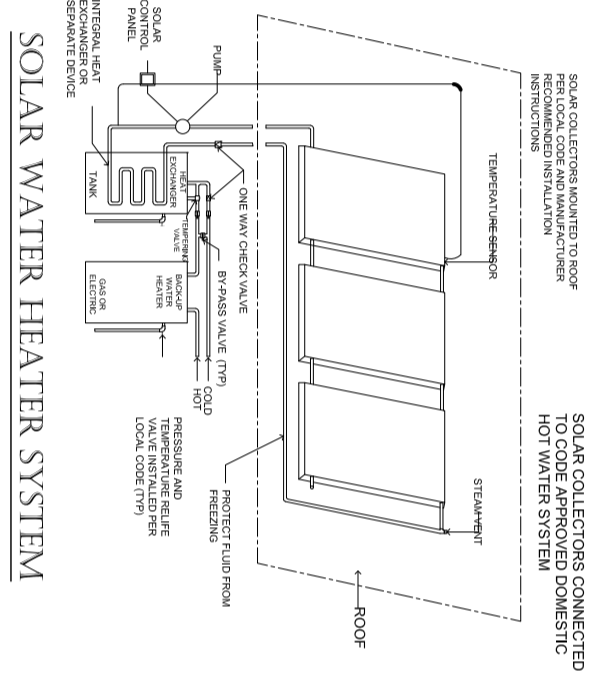 SOLAR COLLECTORS MOUNTED TO ROOF
PER LOCAL CODE AND MANUFACTURER
RECOMMENDED INSTALLATION
INSTRUCTIONS
SOLAR COLLECTORS CONNECTED
TO CODE APPROVED DOMESTIC
HOT WATER SYSTEM
TEMPERATURE SENSOR
STEAM VENT
ROOF
PUMP
SOLAR
CONTROL
PANEL
INTEGRAL HEAT
EXCHANGER OR
SEPARATE DEVICE
ONE WAY CHECK VALVE
BY-PASS VALVE (TYP)
COLD
HOT
PROTECT FLUID FROM
FREEZING
HEAT
EXCHANGER
TANK
TEMPERING
VALVE
BACK-UP
WATER
HEATER
GAS OR
ELECTRIC
PRESSURE AND
TEMPERATURE RELIFE
VALVE INSTALLED PER
LOCAL CODE (TYP)
SOLAR WATER HEATER SYSTEM